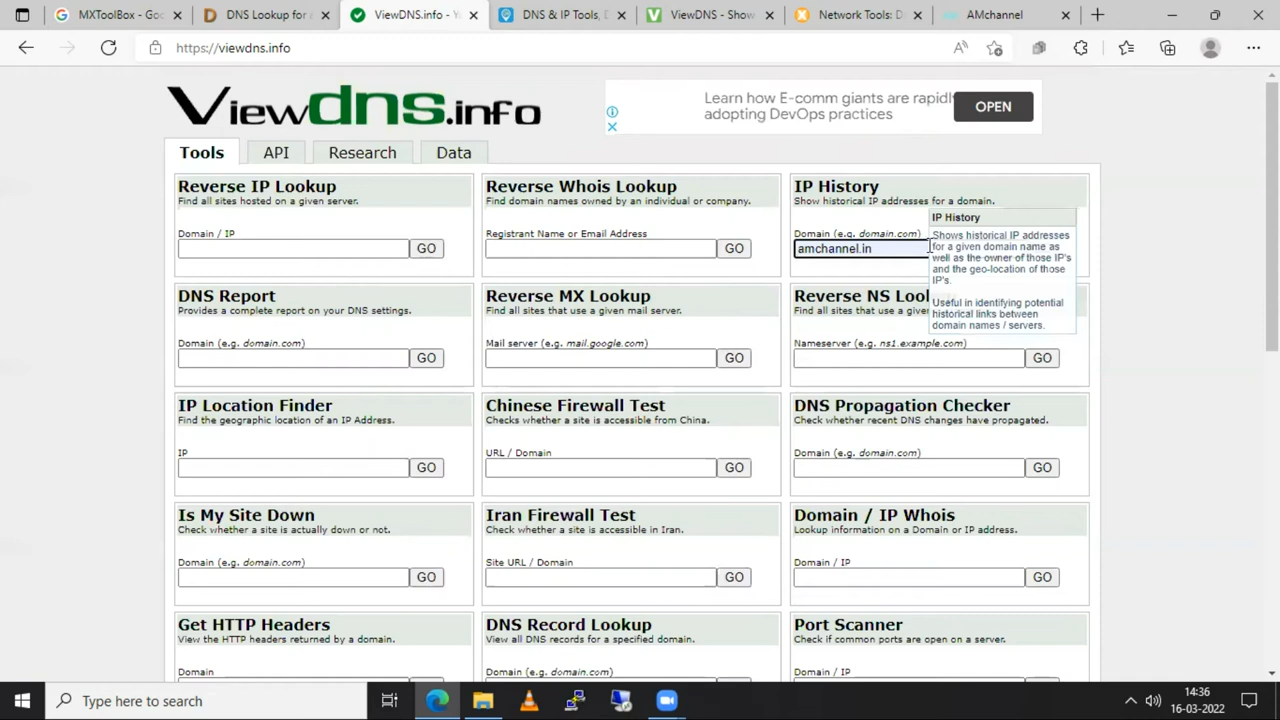 MXToolBox - Goo
DNS Lookup for A
ViewDNS.info - Yo
DNS & IP Tools, D
ViewDNS - Show
Network Tools: D
AMchannel
https://viewdns.info
Viewdns.info
Learn how E-comm giants are rapidly
adopting DevOps practices
OPEN
Tools
API
Research
Data
Reverse IP Lookup
Find all sites hosted on a given server.
Domain / IP
GO
Reverse Whois Lookup
Find domain names owned by an individual or company.
Registrant Name or Email Address
GO
IP History
Show historical IP addresses for a domain.
Domain (e.g. domain.com)
amchannel.in
IP History
Shows historical IP addresses
for a given domain name as
well as the owner of those IP's
and the geo-location of those
IP's.
Useful in identifying potential
historical links between
domain names / servers.
DNS Report
Provides a complete report on your DNS settings.
Domain (e.g. domain.com)
GO
Reverse MX Lookup
Find all sites that use a given mail server.
Mail server (e.g. mail.google.com)
GO
Reverse NS Loo
Find all sites that use a give
Nameserver (e.g. ns1.example.com)
GO
IP Location Finder
Find the geographic location of an IP Address.
IP
GO
Chinese Firewall Test
Checks whether a site is accessible from China.
URL / Domain
GO
DNS Propagation Checker
Check whether recent DNS changes have propagated.
Domain (e.g. domain.com)
GO
Is My Site Down
Check whether a site is actually down or not.
Domain (e.g. domain.com)
GO
Iran Firewall Test
Check whether a site is accessible in Iran.
Site URL / Domain
GO
Domain / IP Whois
Lookup information on a Domain or IP address.
Domain / IP
GO
Get HTTP Headers
View the HTTP headers returned by a domain.
Domain
DNS Record Lookup
View all DNS records for a specified domain.
Domain (e.g. domain.com)
Port Scanner
Check if common ports are open on a server.
Domain / IP
Type here to search
14:36
16-03-2022